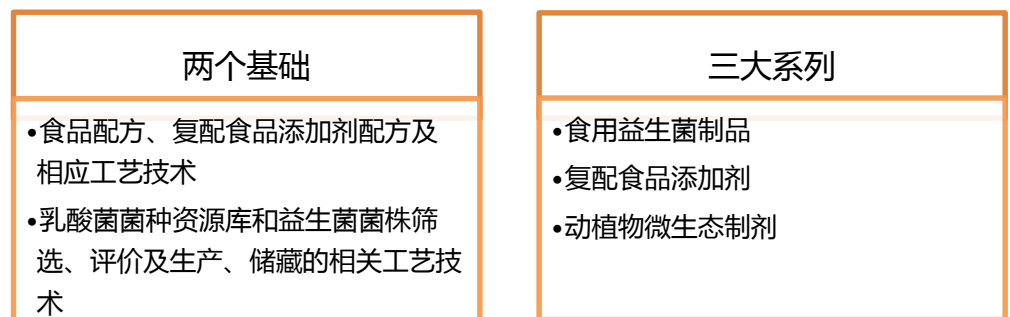 两个基础
•食品配方、复配食品添加剂配方及
相应工艺技术
•乳酸菌菌种资源库和益生菌菌株筛
选、评价及生产、储藏的相关工艺技
术
三大系列
•食用益生菌制品
•复配食品添加剂
•动植物微生态制剂